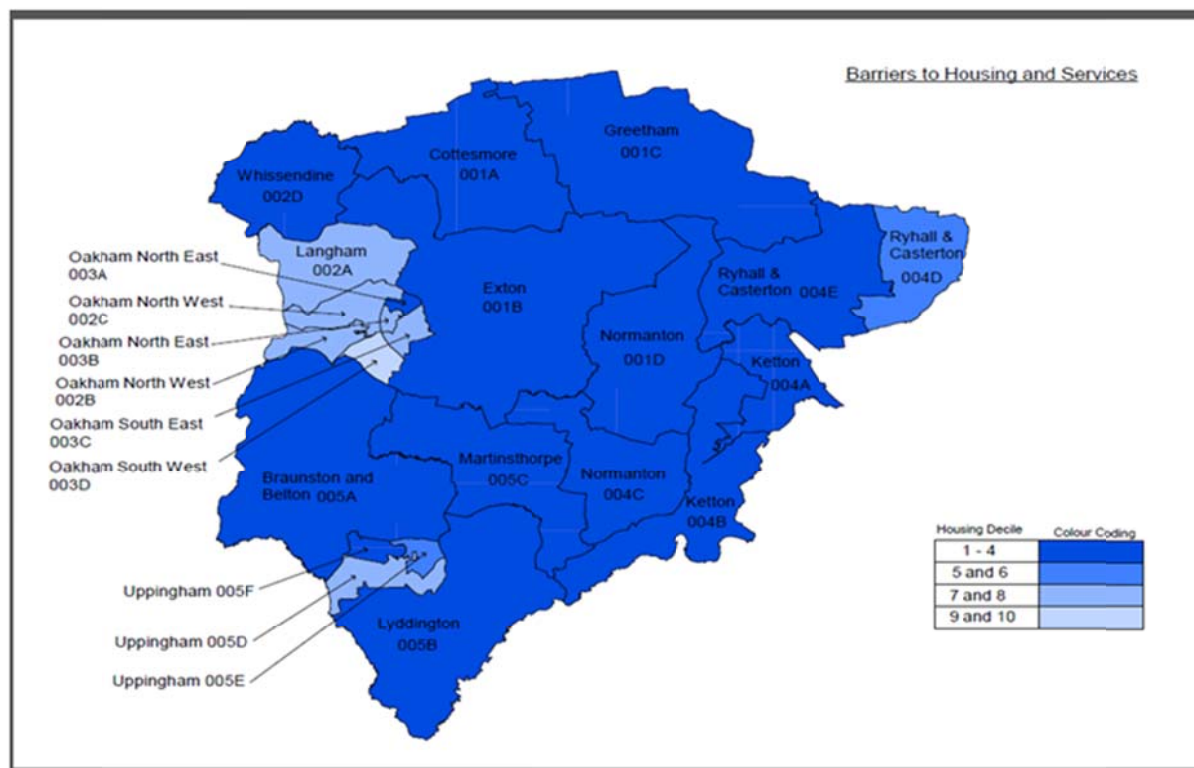 Barriers to Housing and Services
Greetham
001C
Cottesmore
001A
Whissendine
002D
Ryhall &
Casterton
004D
Langham
002A
Oakham North East
003A
Exton
001B
Ryhall &
Casterton 004E
Oakham North West
002C
Normanton
001D
Oakham North East
003B
Ketton
004A
Oakham North West
002B
Oakham South East
003C
Oakham South West
003D
Martinsthorpe
005C
Normanton
004C
Braunston and
Belton 005A
Ketton
004B
Housing Decile Colour Coding
1 - 4
5 and 6
7 and 8
9 and 10
Uppingham 005F
Lyddington
005B
Uppingham 005D
Uppingham 005E